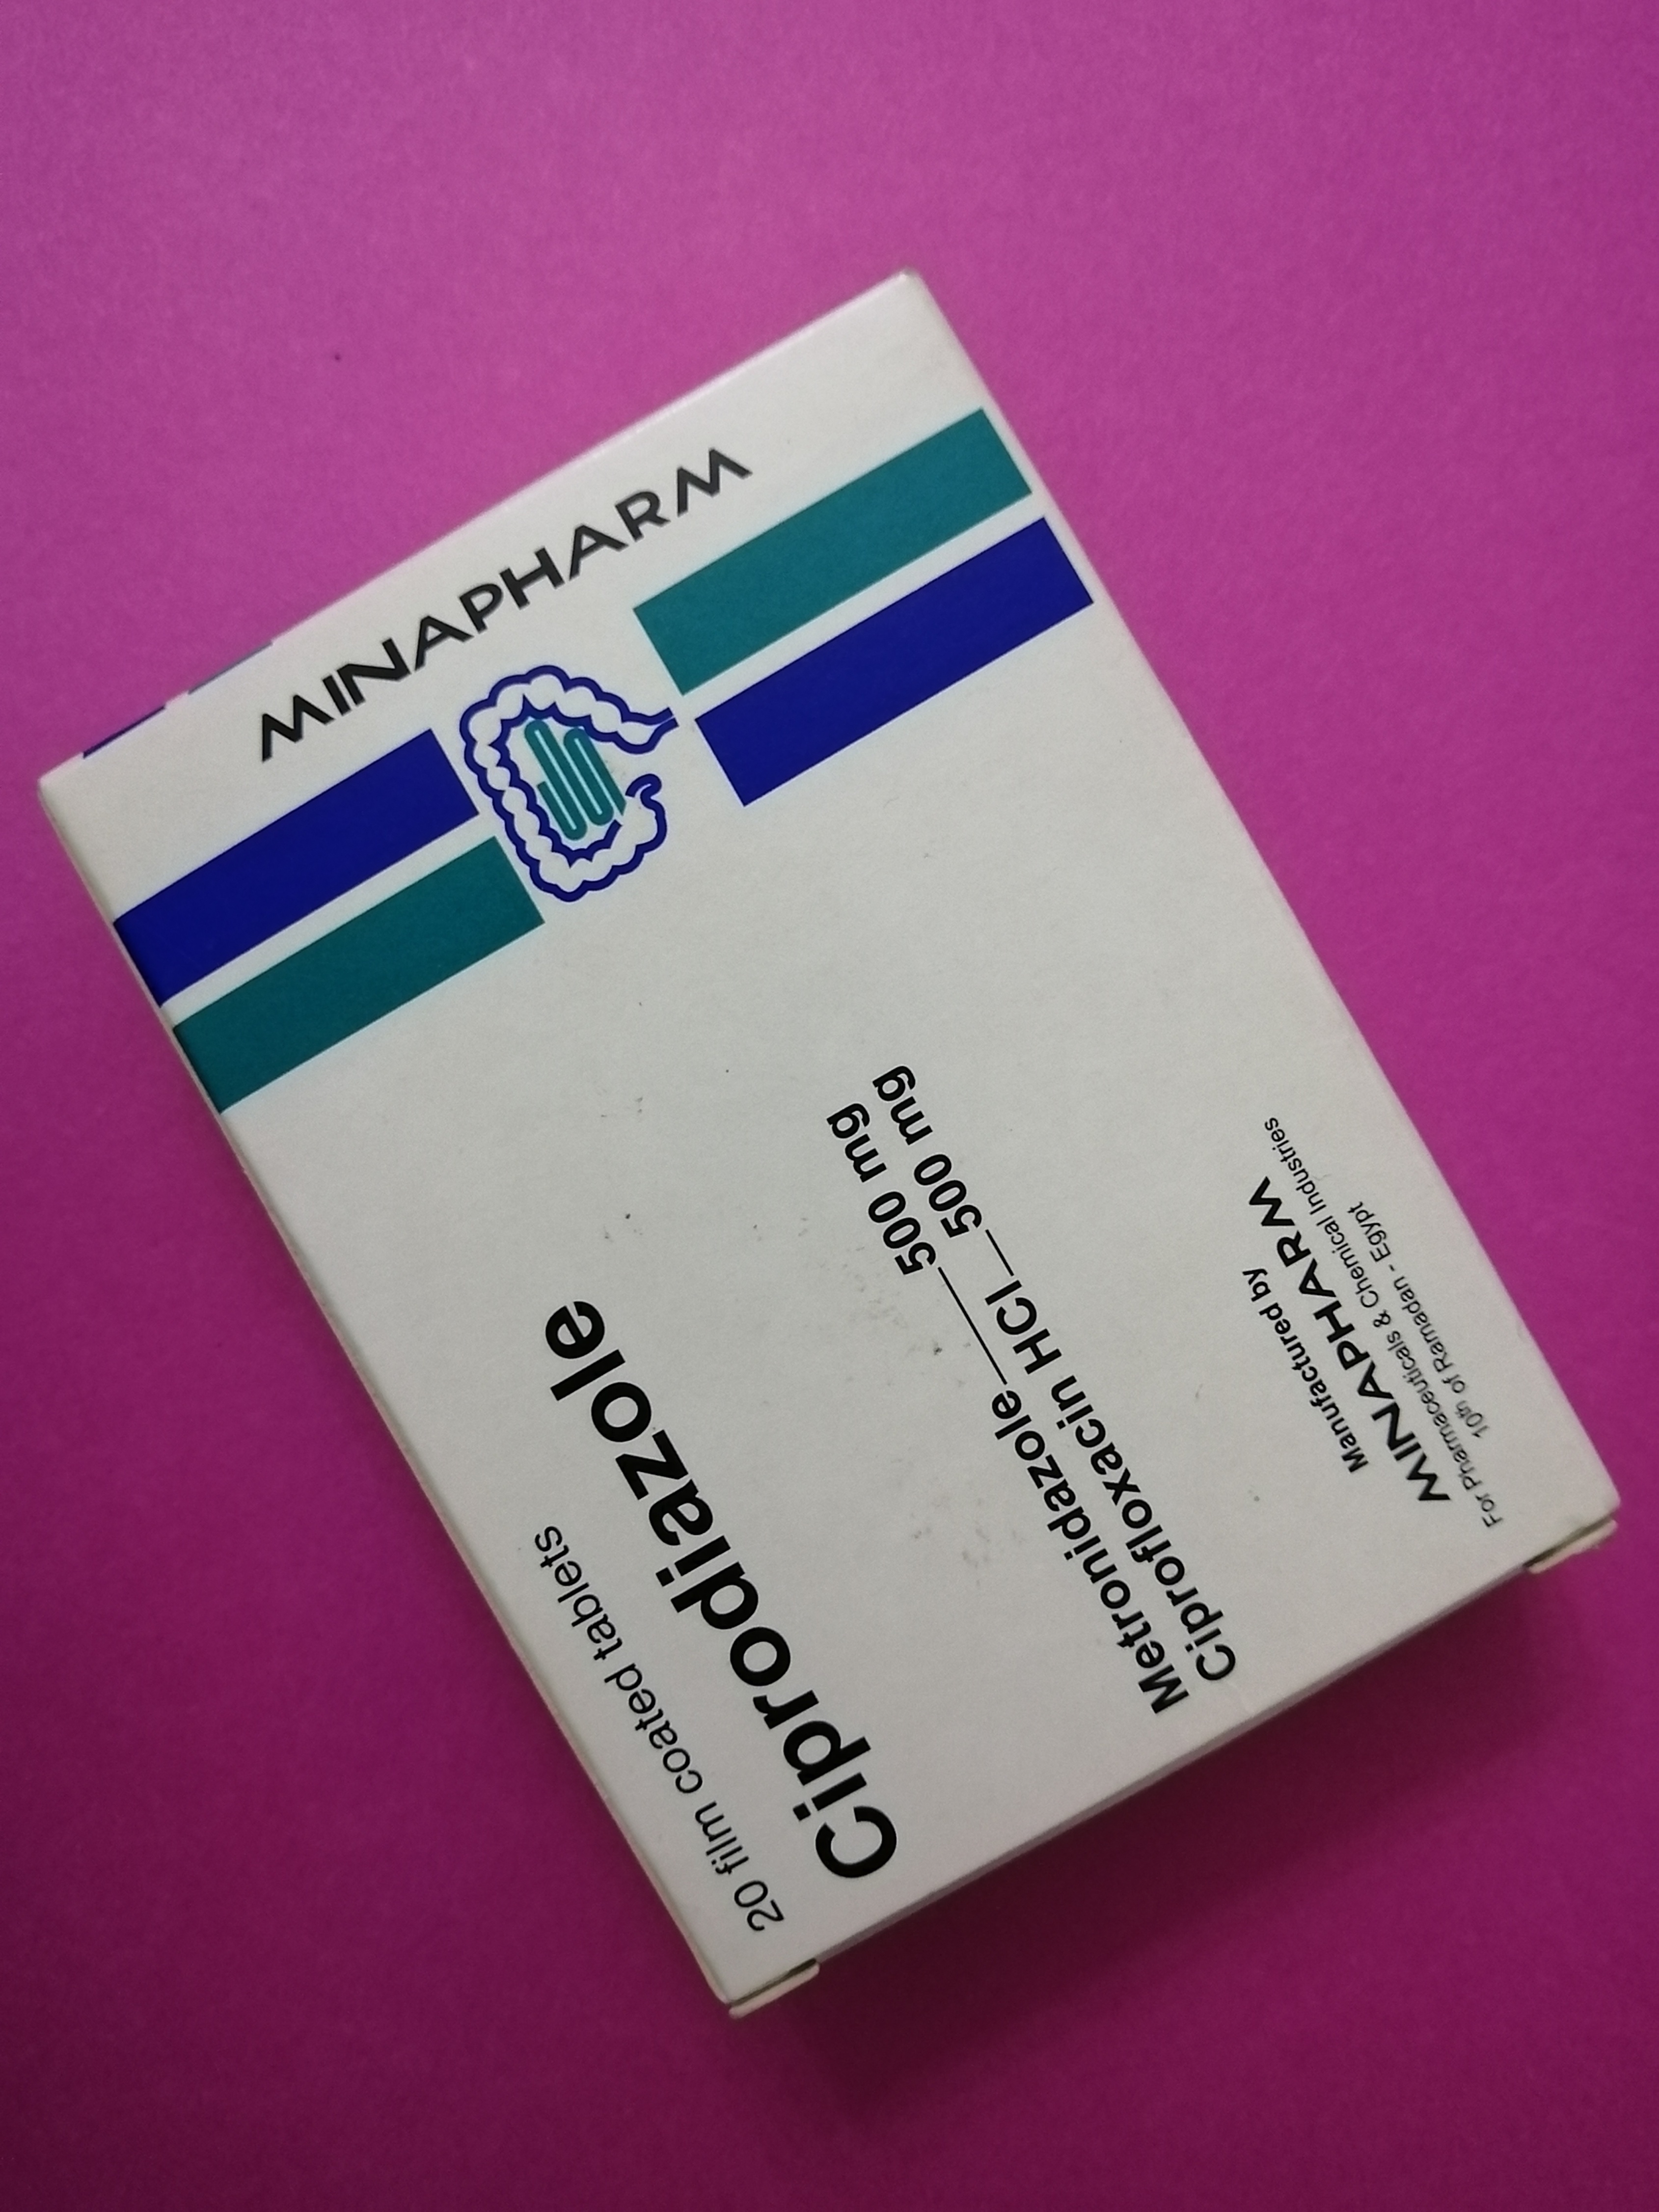 MINAPHARM
20 film coated tablets
Ciprodiazole
Metronidazole 500 mg
Ciprofloxacin HCl 500 mg
Manufactured by
MINAPHARM
For Pharmaceuticals & Chemical Industries
10th of Ramadan - Egypt